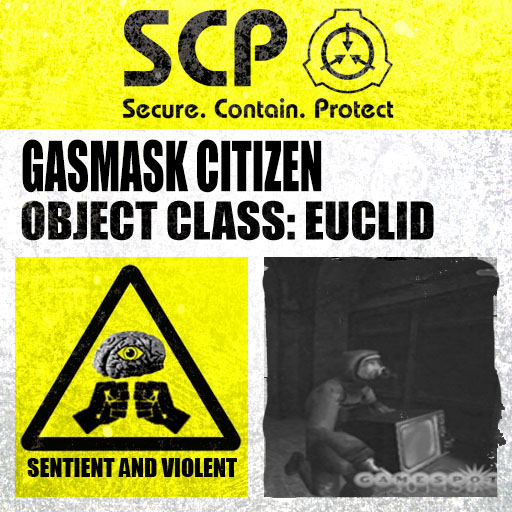 SCP
Secure. Contain. Protect
GASMASK CITIZEN
OBJECT CLASS: EUCLID
SENTIENT AND VIOLENT
GAMESPOT